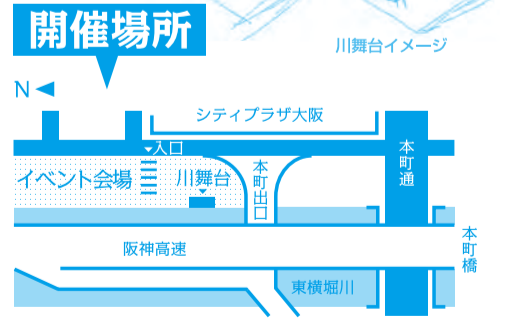 開催場所
川舞台イメージ
N
シティプラザ大阪
入口
本町通
イベント会場
川舞台
本町出口
阪神高速
本町橋
東横堀川